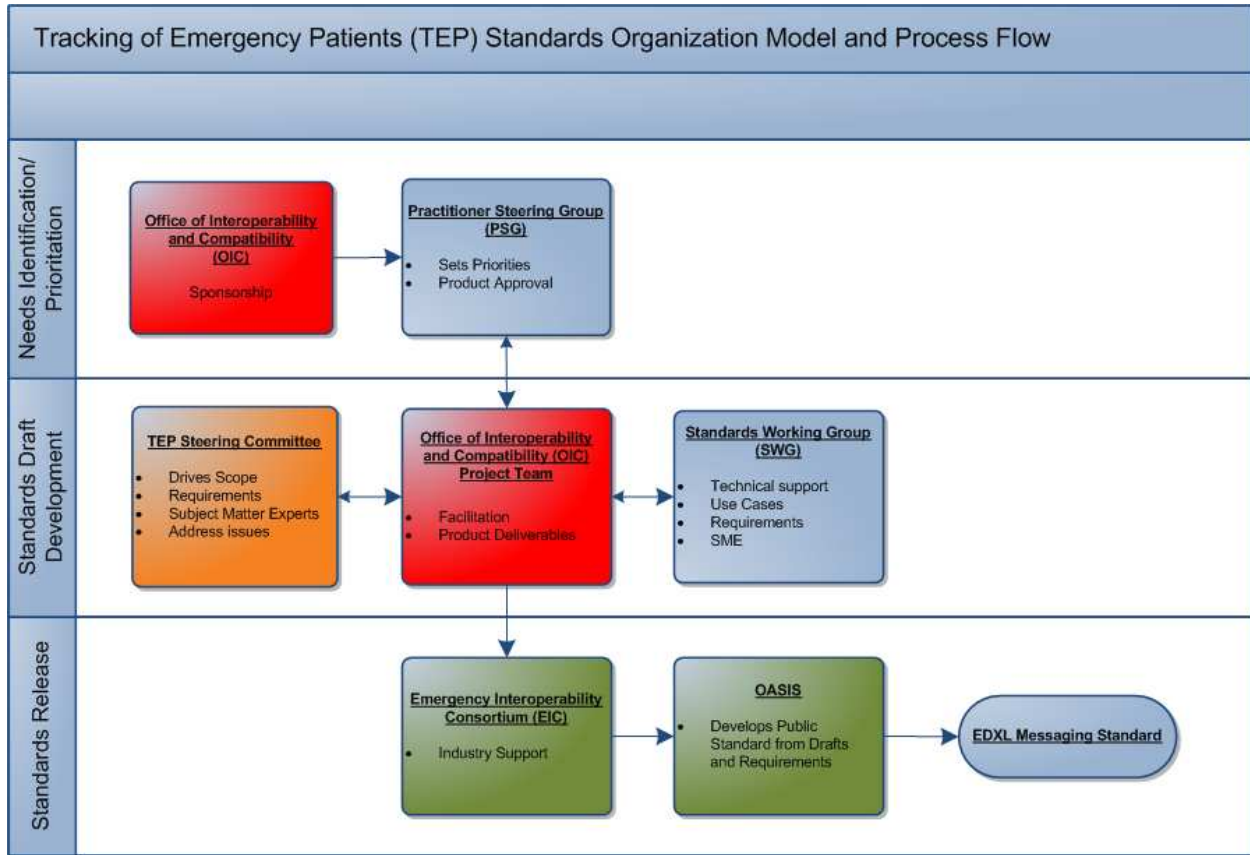 Tracking of Emergency Patients (TEP) Standards Organization Model and Process Flow
Needs Identification/
Prioritation
Office of Interoperability
and Compatibility
(OIC)
Sponsorship
Practitioner Steering Group
(PSG)
• Sets Priorities
• Product Approval
Standards Draft
Development
TEP Steering Committee
• Drives Scope
• Requirements
• Subject Matter Experts
• Address issues
Office of Interoperability
and Compatibility (OIC)
Project Team
• Facilitation
• Product Deliverables
Standards Working Group
(SWG)
• Technical support
• Use Cases
• Requirements
• SME
Standards Release
Emergency Interoperability
Consortium (EIC)
• Industry Support
OASIS
• Develops Public
Standard from Drafts
and Requirements
EDXL Messaging Standard